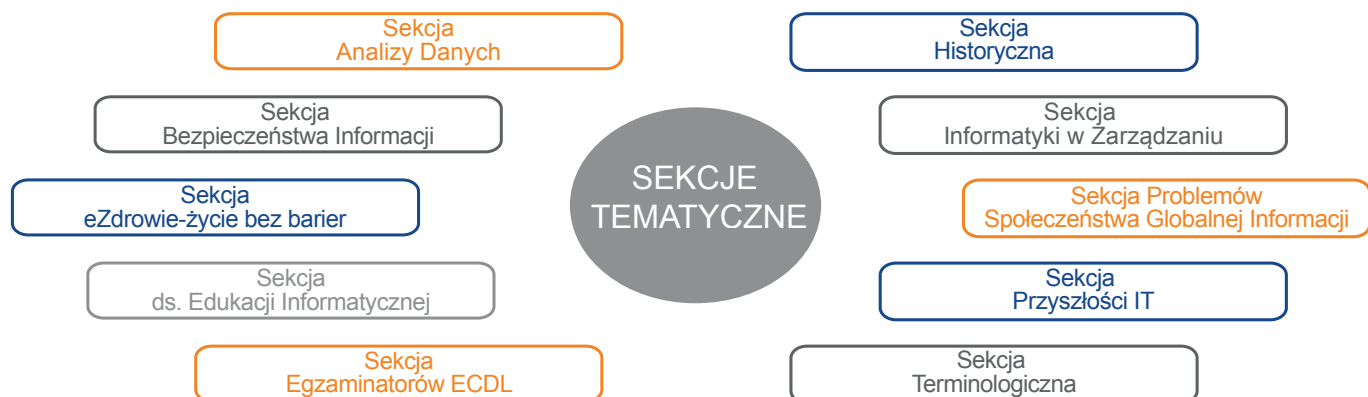 Sekcja
Analizy Danych
Sekcja
Historyczna
Sekcja
Bezpieczeństwa Informacji
Sekcja
Informatyki w Zarządzaniu
SEKCJE
TEMATYCZNE
Sekcja
eZdrowie-życie bez barier
Sekcja Problemów
Społeczeństwa Globalnej Informacji
Sekcja
ds. Edukacji Informatycznej
Sekcja
Przyszłości IT
Sekcja
Egzaminatorów ECDL
Sekcja
Terminologiczna